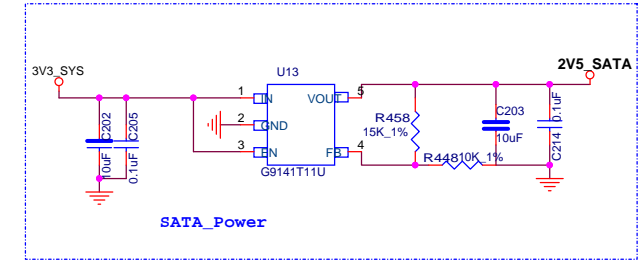 2V5_SATA
3V3_SYS
U13
1
IN
VOUT
5
2
GND
3
EN
FB
4
G9141T11U
C202
10uF
C205
0.1uF
R458
15K_1%
R448
10K_1%
C203
10uF
0.1uF
C214
SATA_Power